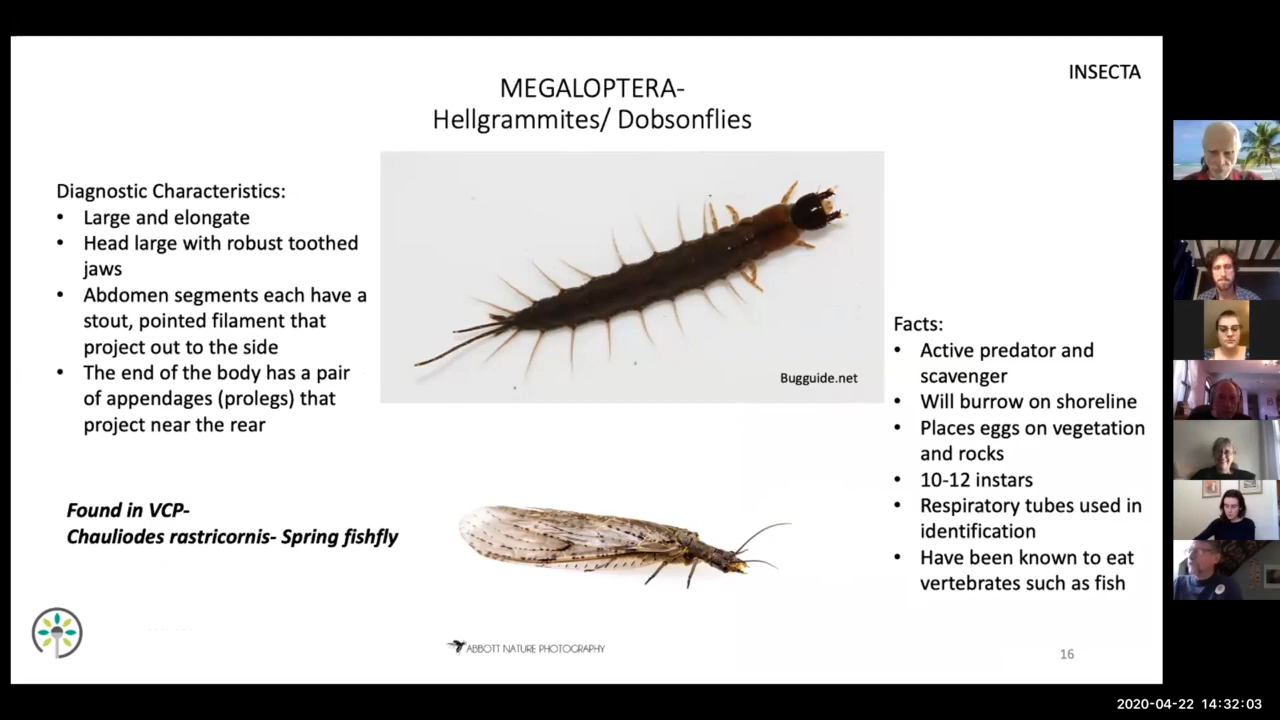 INSECTA
MEGALOPTERA-
Hellgrammites/ Dobsonflies
Diagnostic Characteristics:
• Large and elongate
• Head large with robust toothed
jaws
• Abdomen segments each have a
stout, pointed filament that
project out to the side
• The end of the body has a pair
of appendages (prolegs) that
project near the rear
Found in VCP-
Chauliodes rastricornis- Spring fishfly
Bugguide.net
Facts:
• Active predator and
scavenger
• Will burrow on shoreline
• Places eggs on vegetation
and rocks
• 10-12 instars
• Respiratory tubes used in
identification
• Have been known to eat
vertebrates such as fish
ABBOTT NATURE PHOTOGRAPHY
16
2020-04-22 14:32:03